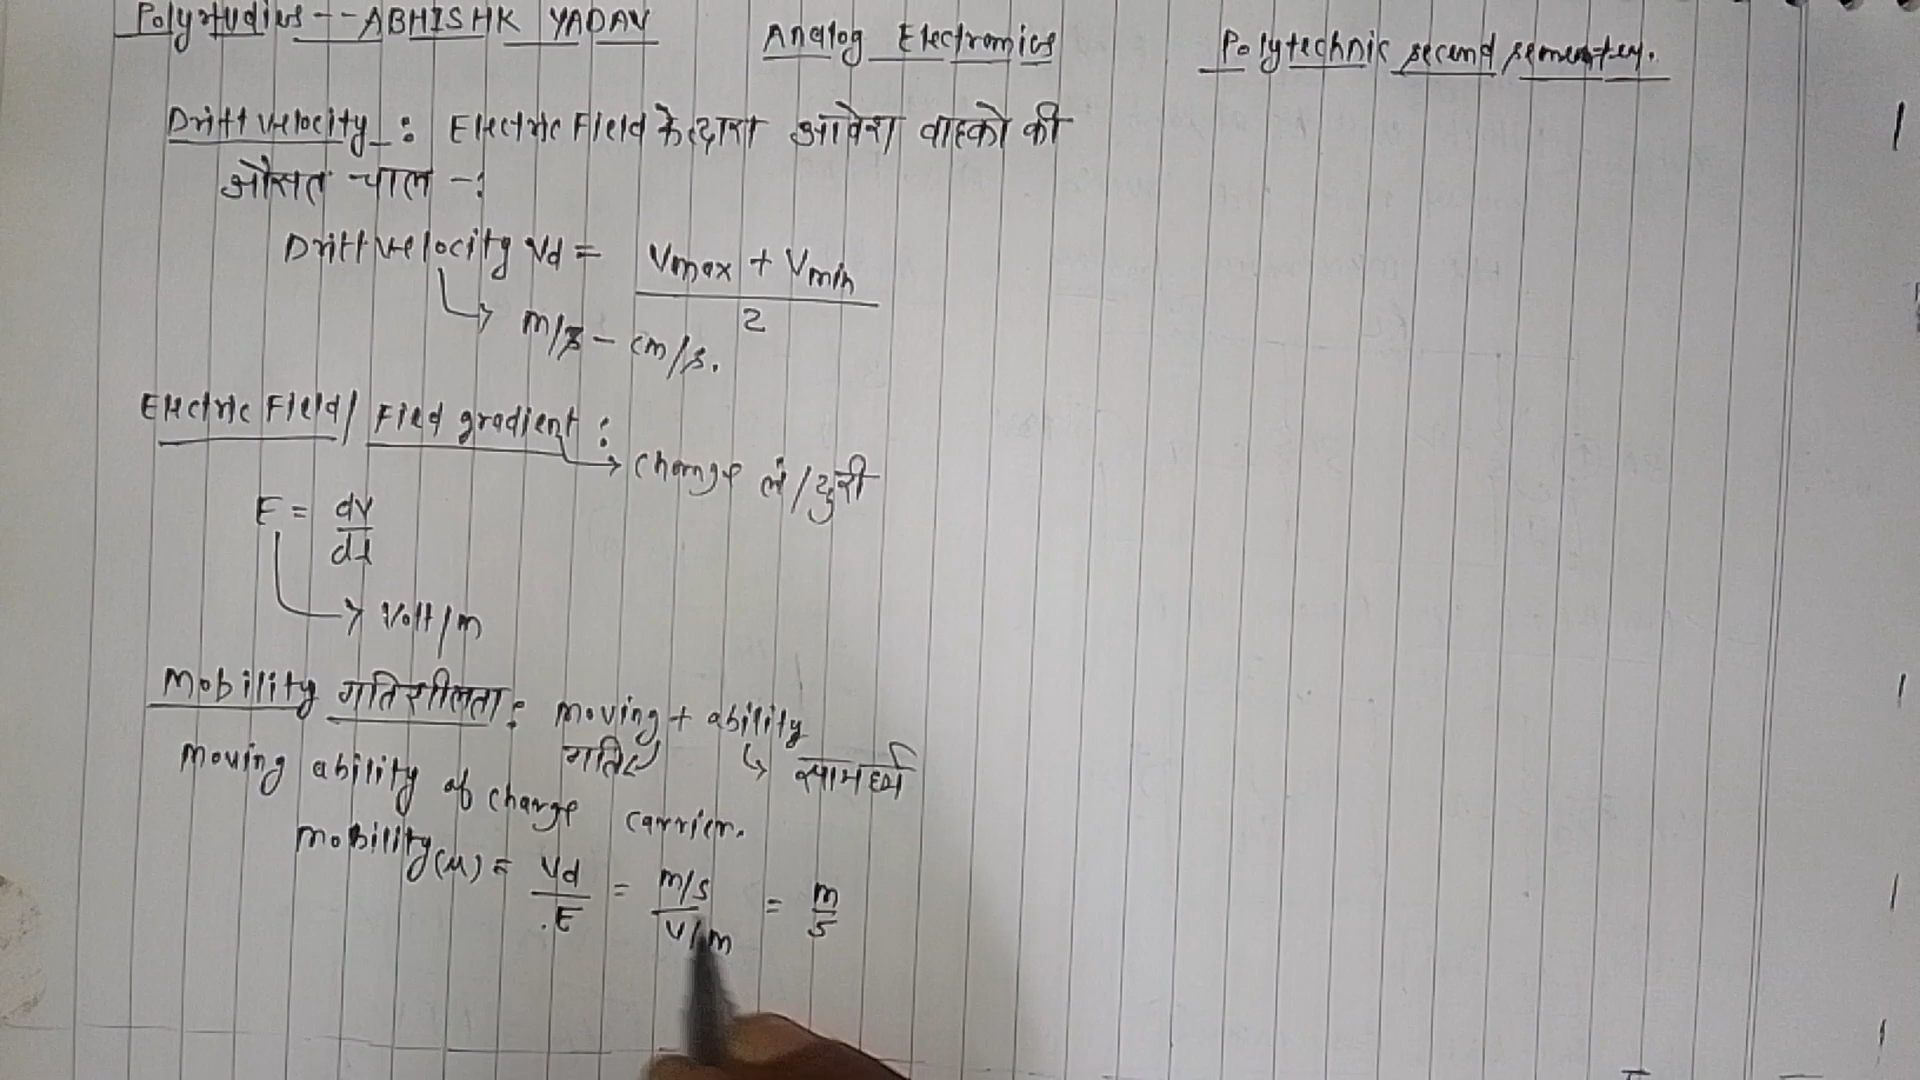 Polystudies -- ABHISHK YADAV Analog Electronics Polytechnic second semester.
Drift velocity : Electric Field के द्वारा आवेश वाहको की
औसत चाल -:
Drift velocity Vd = Vmax + Vmin / 2
m/s - cm/s.
Electric Field / Field gradient :
change in / दुरी
E = dv / dl
Volt/m
Mobility गतिशीलता : moving + ability
गति सामर्थ्य
Moving ability of charge carrier.
Mobility (μ) = Vd / E = m/s / V/m = m / s